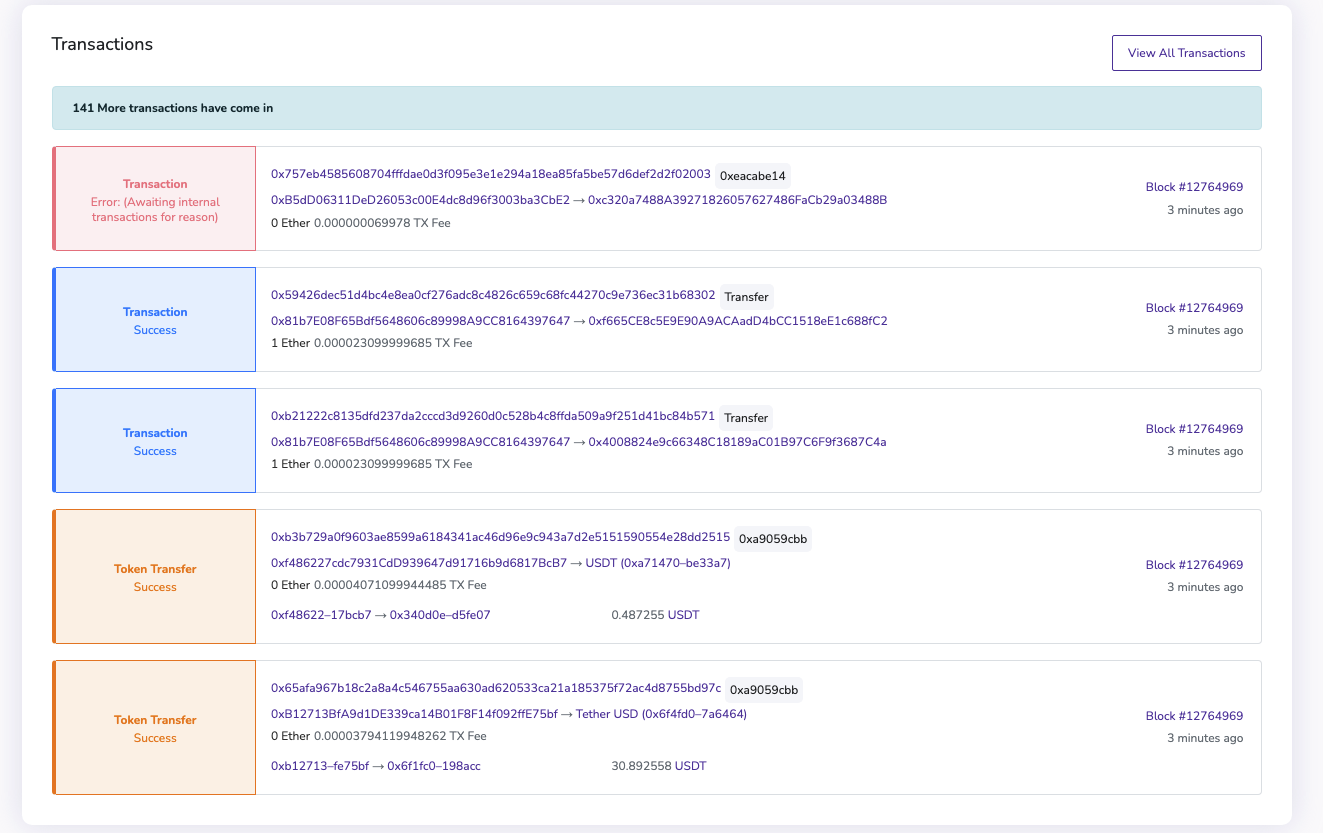 Transactions
View All Transactions
141 More transactions have come in
Transaction
Error: (Awaiting internal
transactions for reason)
0x757eb4585608704fffdae0d3f095e3e1e294a18ea85fa5be57d6def2d2f02003 0xeacabe14
0xB5dD06311DeD26053c00E4dc8d96f3003ba3CbE2 → 0xc320a7488A39271826057627486FaCb29a03488B
0 Ether 0.000000069978 TX Fee
Block #12764969
3 minutes ago
Transaction
Success
0x59426dec51d4bc4e8ea0cf276adc8c4826c659c68fc44270c9e736ec31b68302 Transfer
0x81b7E08F65Bdf5648606c89998A9CC8164397647 → 0xf665CE8c5E9E90A9ACAadD4bCC1518eE1c688fC2
1 Ether 0.000023099999685 TX Fee
Block #12764969
3 minutes ago
Transaction
Success
0xb21222c8135dfd237da2cccd3d9260d0c528b4c8ffda509a9f251d41bc84b571 Transfer
0x81b7E08F65Bdf5648606c89998A9CC8164397647 → 0x4008824e9c66348C18189aC01B97C6F9f3687C4a
1 Ether 0.000023099999685 TX Fee
Block #12764969
3 minutes ago
Token Transfer
Success
0xb3b729a0f9603ae8599a6184341ac46d96e9c943a7d2e5151590554e28dd2515 0xa9059cbb
0xf486227cdc7931CdD939647d91716b9d6817BcB7 → USDT (0xa71470–be33a7)
0 Ether 0.00004071099944485 TX Fee
0xf48622–17bcb7 → 0x340d0e–d5fe07 0.487255 USDT
Block #12764969
3 minutes ago
Token Transfer
Success
0x65afa967b18c2a8a4c546755aa630ad620533ca21a185375f72ac4d8755bd97c 0xa9059cbb
0xB12713BfA9d1DE339ca14B01F8F14f092ffE75bf → Tether USD (0x6f4fd0–7a6464)
0 Ether 0.00003794119948262 TX Fee
0xb12713–fe75bf → 0x6f1fc0–198acc 30.892558 USDT
Block #12764969
3 minutes ago